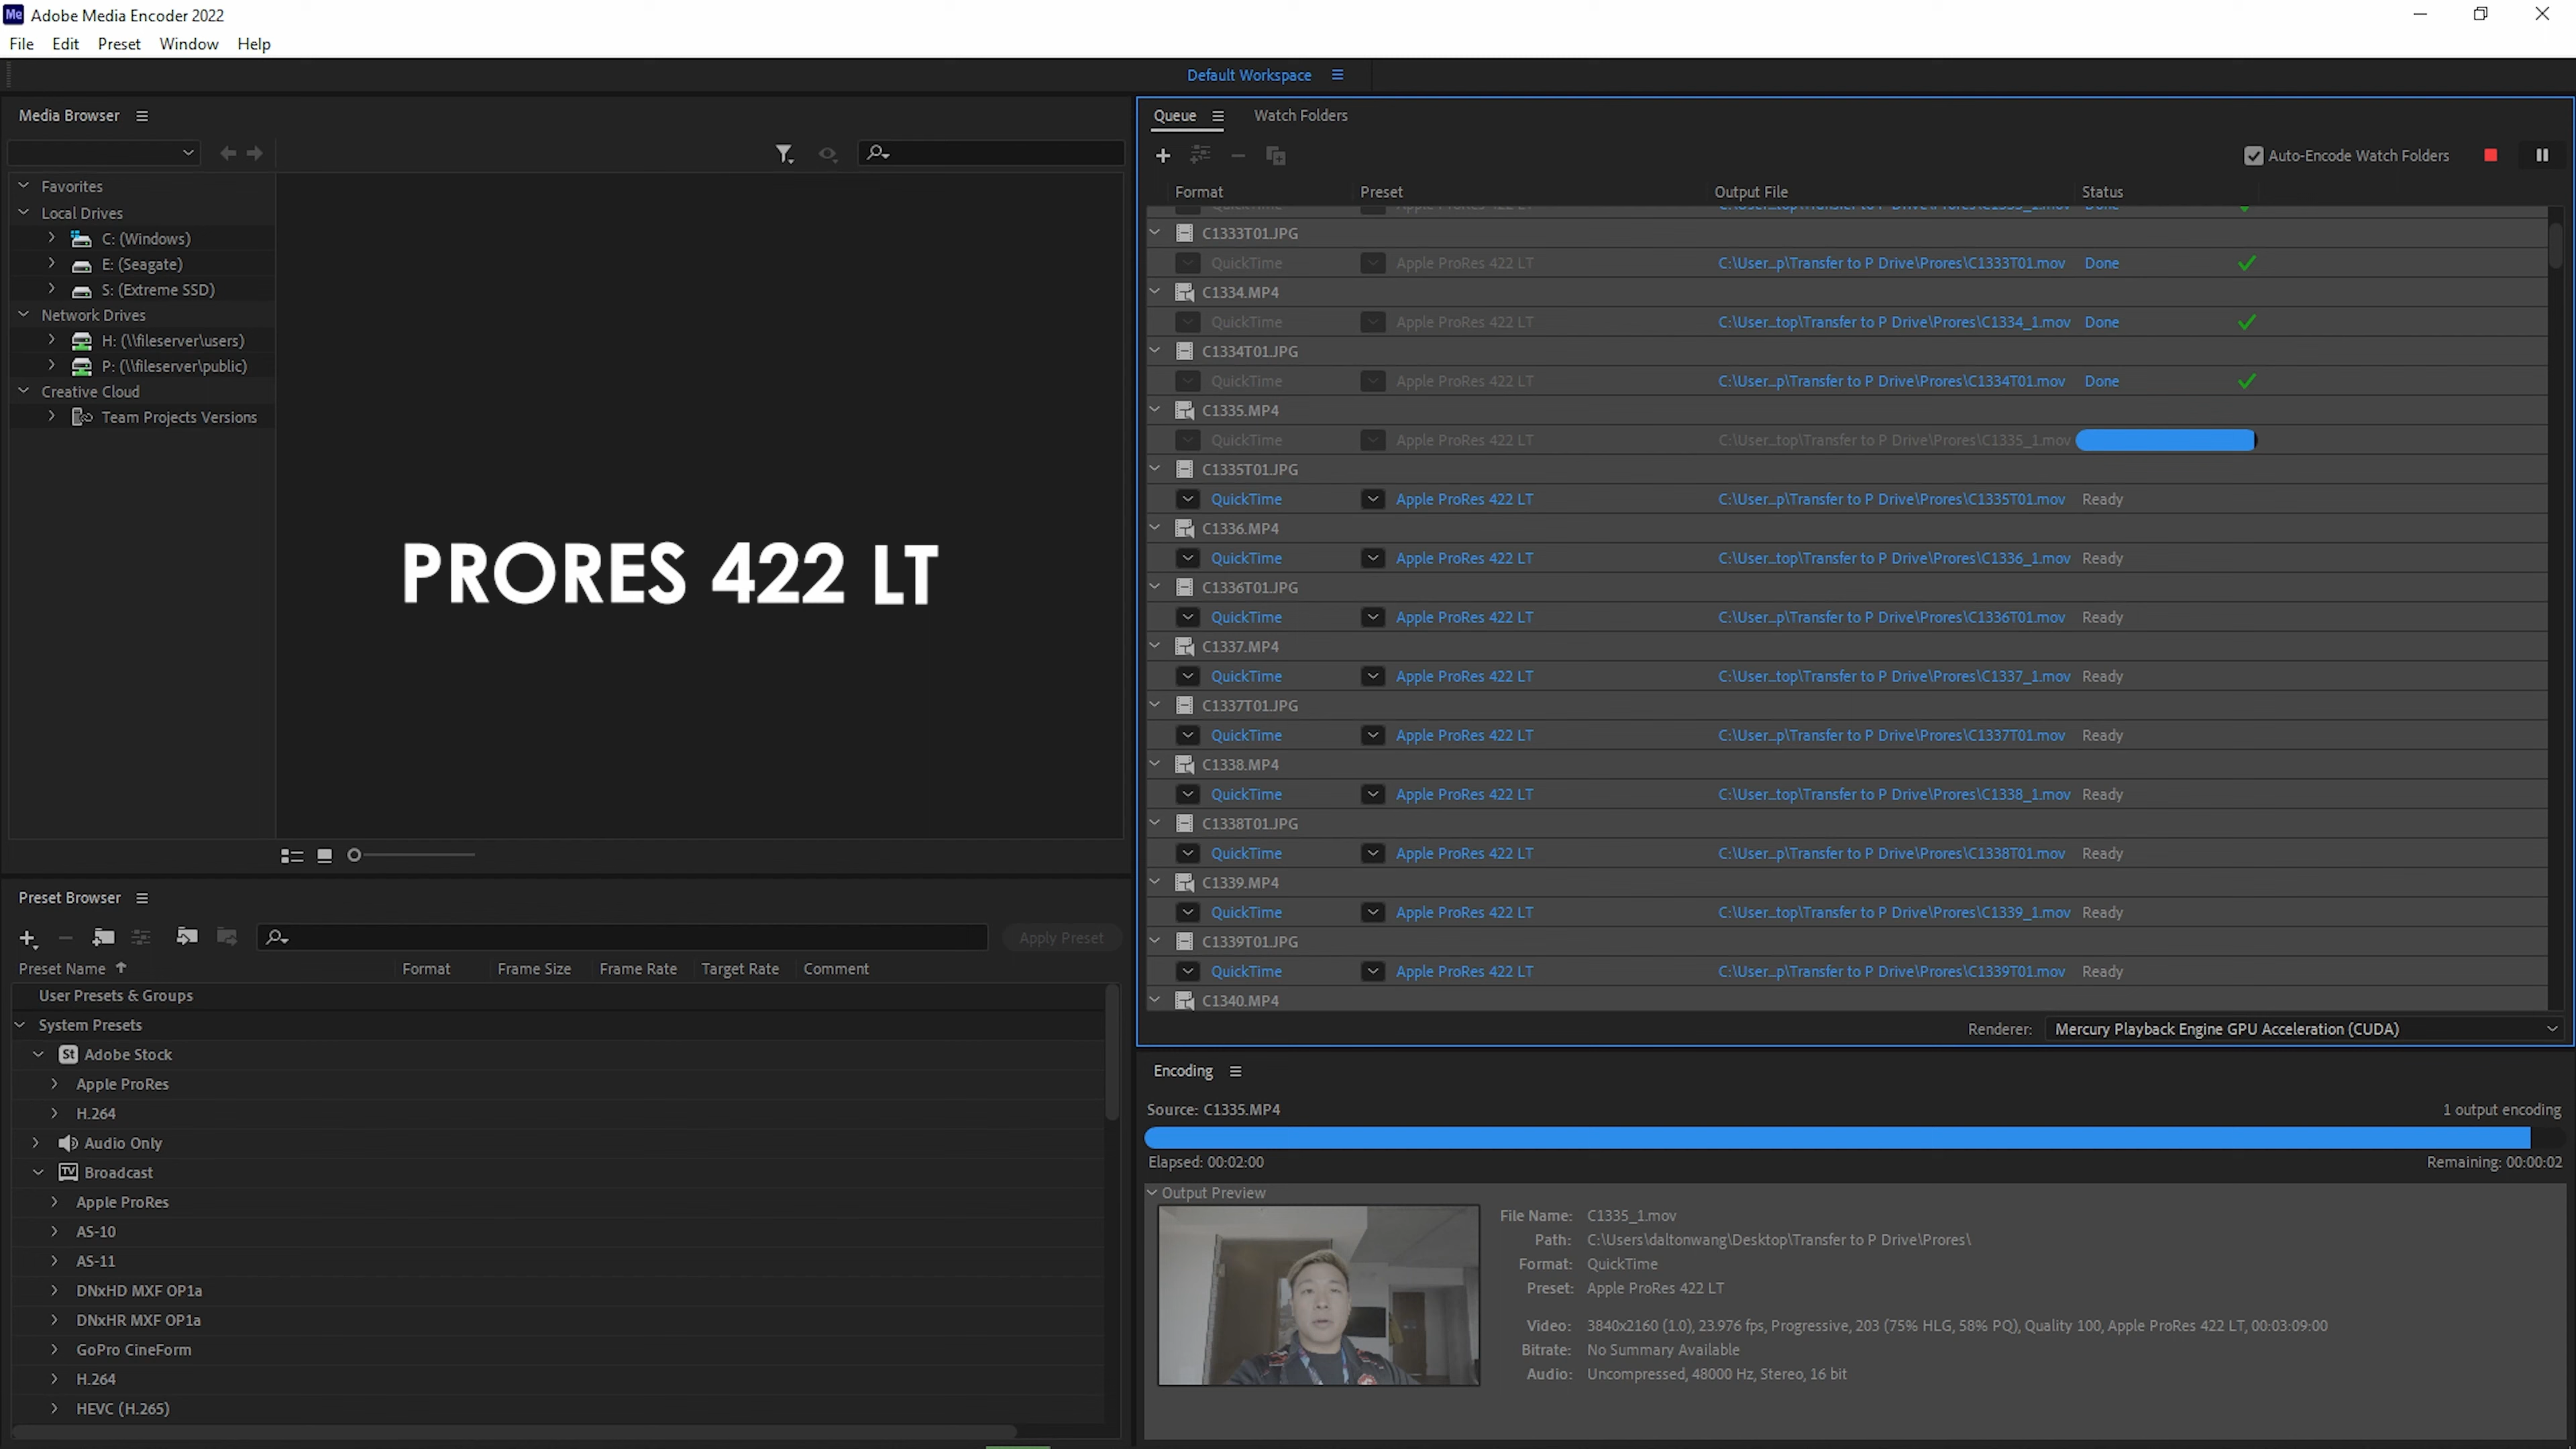 Me Adobe Media Encoder 2022
File Edit Preset Window Help
Default Workspace
Media Browser
Favorites
Local Drives
C: (Windows)
E: (Seagate)
S: (Extreme SSD)
Network Drives
H: (\\fileserver\users)
P: (\\fileserver\public)
Creative Cloud
Team Projects Versions
PRORES 422 LT
Preset Browser
Apply Preset
Preset Name Format Frame Size Frame Rate Target Rate Comment
User Presets & Groups
System Presets
St Adobe Stock
Apple ProRes
H.264
Audio Only
TV Broadcast
Apple ProRes
AS-10
AS-11
DNxHD MXF OP1a
DNxHR MXF OP1a
GoPro CineForm
H.264
HEVC (H.265)
Queue Watch Folders
Auto-Encode Watch Folders
Format Preset Output File Status
QuickTime Apple ProRes 422 LT C:\User...top\Transfer to P Drive\Prores\C1333_1.mov Done
C1333T01.JPG
QuickTime Apple ProRes 422 LT C:\User...p\Transfer to P Drive\Prores\C1333T01.mov Done
C1334.MP4
QuickTime Apple ProRes 422 LT C:\User...top\Transfer to P Drive\Prores\C1334_1.mov Done
C1334T01.JPG
QuickTime Apple ProRes 422 LT C:\User...p\Transfer to P Drive\Prores\C1334T01.mov Done
C1335.MP4
QuickTime Apple ProRes 422 LT C:\User...top\Transfer to P Drive\Prores\C1335_1.mov
C1335T01.JPG
QuickTime Apple ProRes 422 LT C:\User...p\Transfer to P Drive\Prores\C1335T01.mov Ready
C1336.MP4
QuickTime Apple ProRes 422 LT C:\User...top\Transfer to P Drive\Prores\C1336_1.mov Ready
C1336T01.JPG
QuickTime Apple ProRes 422 LT C:\User...p\Transfer to P Drive\Prores\C1336T01.mov Ready
C1337.MP4
QuickTime Apple ProRes 422 LT C:\User...top\Transfer to P Drive\Prores\C1337_1.mov Ready
C1337T01.JPG
QuickTime Apple ProRes 422 LT C:\User...p\Transfer to P Drive\Prores\C1337T01.mov Ready
C1338.MP4
QuickTime Apple ProRes 422 LT C:\User...top\Transfer to P Drive\Prores\C1338_1.mov Ready
C1338T01.JPG
QuickTime Apple ProRes 422 LT C:\User...p\Transfer to P Drive\Prores\C1338T01.mov Ready
C1339.MP4
QuickTime Apple ProRes 422 LT C:\User...top\Transfer to P Drive\Prores\C1339_1.mov Ready
C1339T01.JPG
QuickTime Apple ProRes 422 LT C:\User...p\Transfer to P Drive\Prores\C1339T01.mov Ready
C1340.MP4
Renderer: Mercury Playback Engine GPU Acceleration (CUDA)
Encoding
Source: C1335.MP4 1 output encoding
Elapsed: 00:02:00 Remaining: 00:00:02
Output Preview
File Name: C1335_1.mov
Path: C:\Users\daltonwang\Desktop\Transfer to P Drive\Prores\
Format: QuickTime
Preset: Apple ProRes 422 LT
Video: 3840x2160 (1.0), 23.976 fps, Progressive, 203 (75% HLG, 58% PQ), Quality 100, Apple ProRes 422 LT, 00:03:09:00
Bitrate: No Summary Available
Audio: Uncompressed, 48000 Hz, Stereo, 16 bit